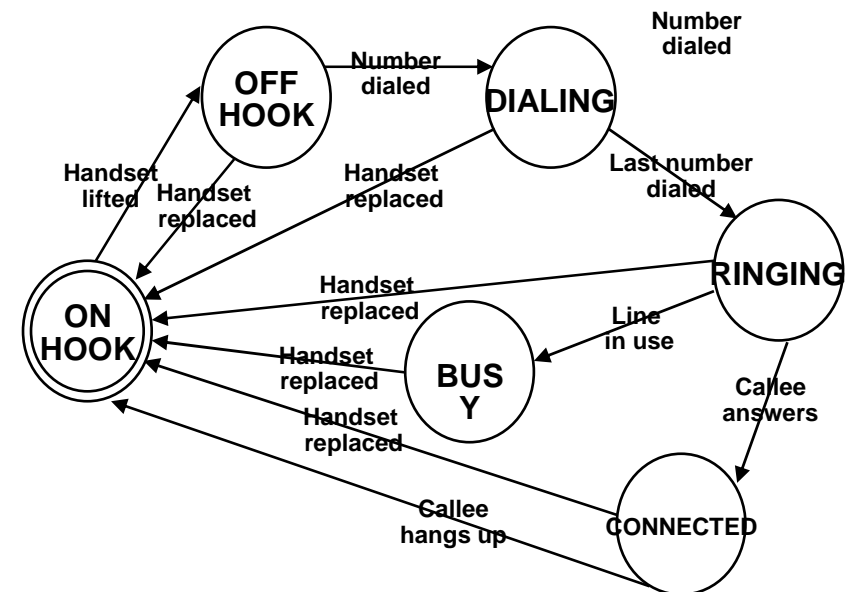 Number
dialed
OFF
HOOK
Number
dialed
DIALING
Handset
lifted
Handset
replaced
Handset
replaced
Last number
dialed
ON
HOOK
Handset
replaced
RINGING
Line
in use
Handset
replaced
BUS
Y
Callee
answers
Handset
replaced
Callee
hangs up
CONNECTED